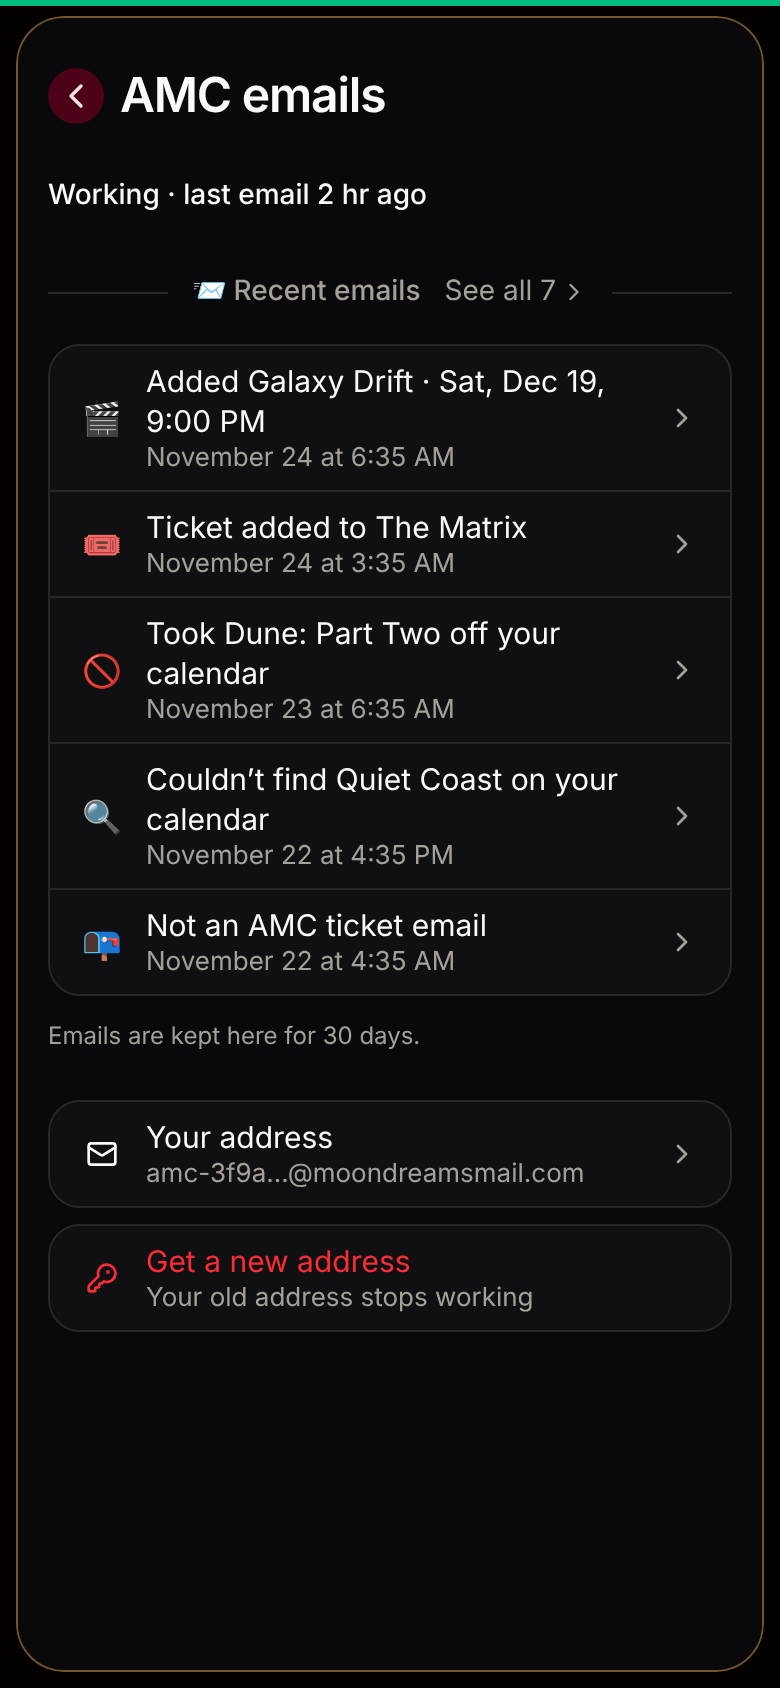 AMC emails
Working · last email 2 hr ago
Recent emails See all 7
Added Galaxy Drift · Sat, Dec 19,
9:00 PM
November 24 at 6:35 AM
Ticket added to The Matrix
November 24 at 3:35 AM
Took Dune: Part Two off your
calendar
November 23 at 6:35 AM
Couldn’t find Quiet Coast on your
calendar
November 22 at 4:35 PM
Not an AMC ticket email
November 22 at 4:35 AM
Emails are kept here for 30 days.
Your address
amc-3f9a...@moondreamsmail.com
Get a new address
Your old address stops working